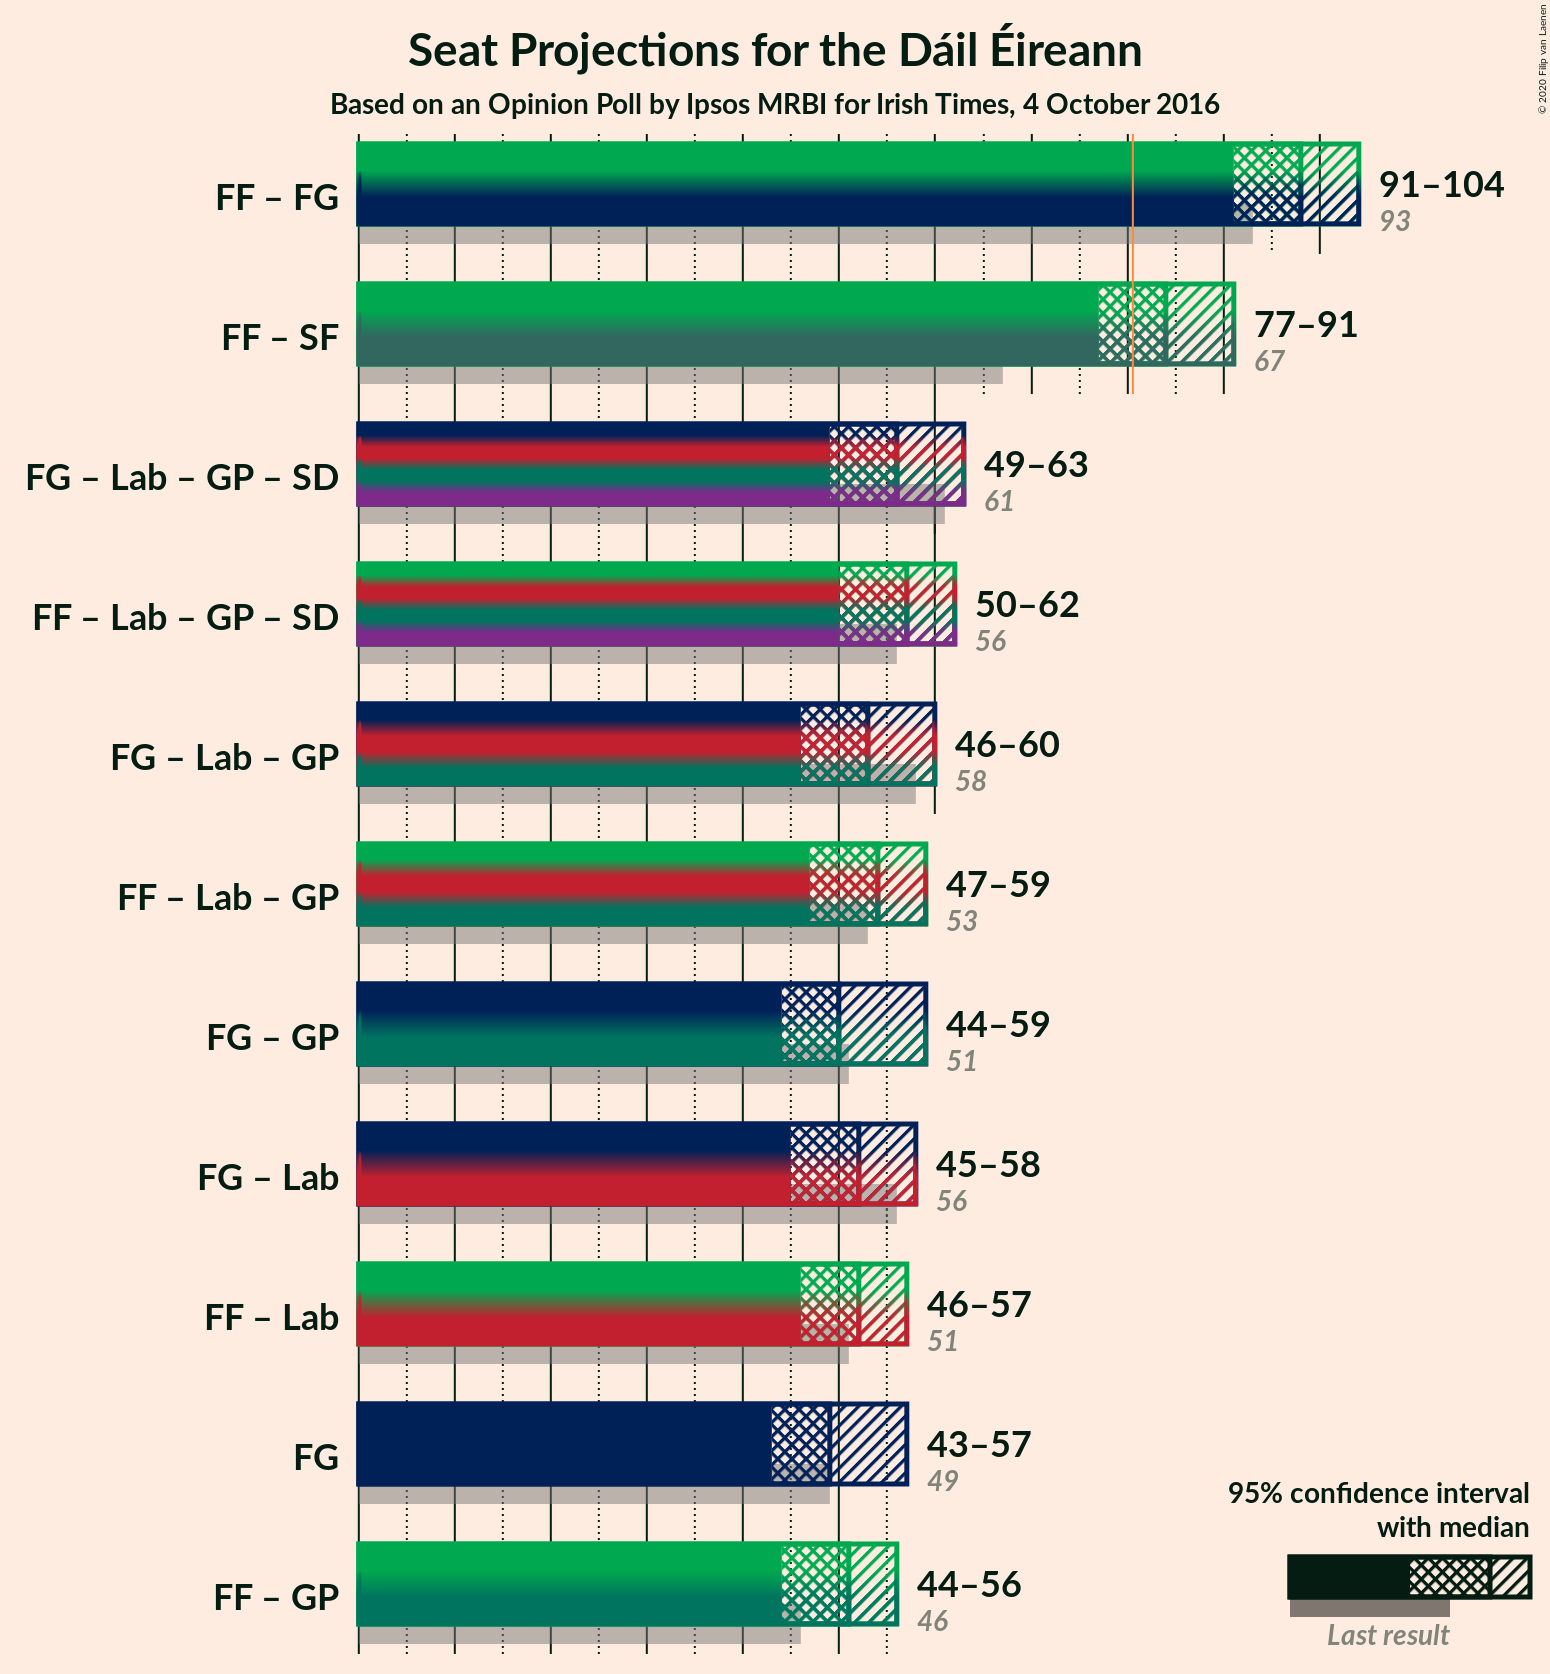 Seat Projections for the Dáil Éireann
Based on an Opinion Poll by Ipsos MRBI for Irish Times, 4 October 2016
© 2020 Filip van Laenen
FF – FG
91–104
93
FF – SF
77–91
67
FG – Lab – GP – SD
49–63
61
FF – Lab – GP – SD
50–62
56
FG – Lab – GP
46–60
58
FF – Lab – GP
47–59
53
FG – GP
44–59
51
FG – Lab
45–58
56
FF – Lab
46–57
51
FG
43–57
49
FF – GP
44–56
46
95% confidence interval
with median
Last result